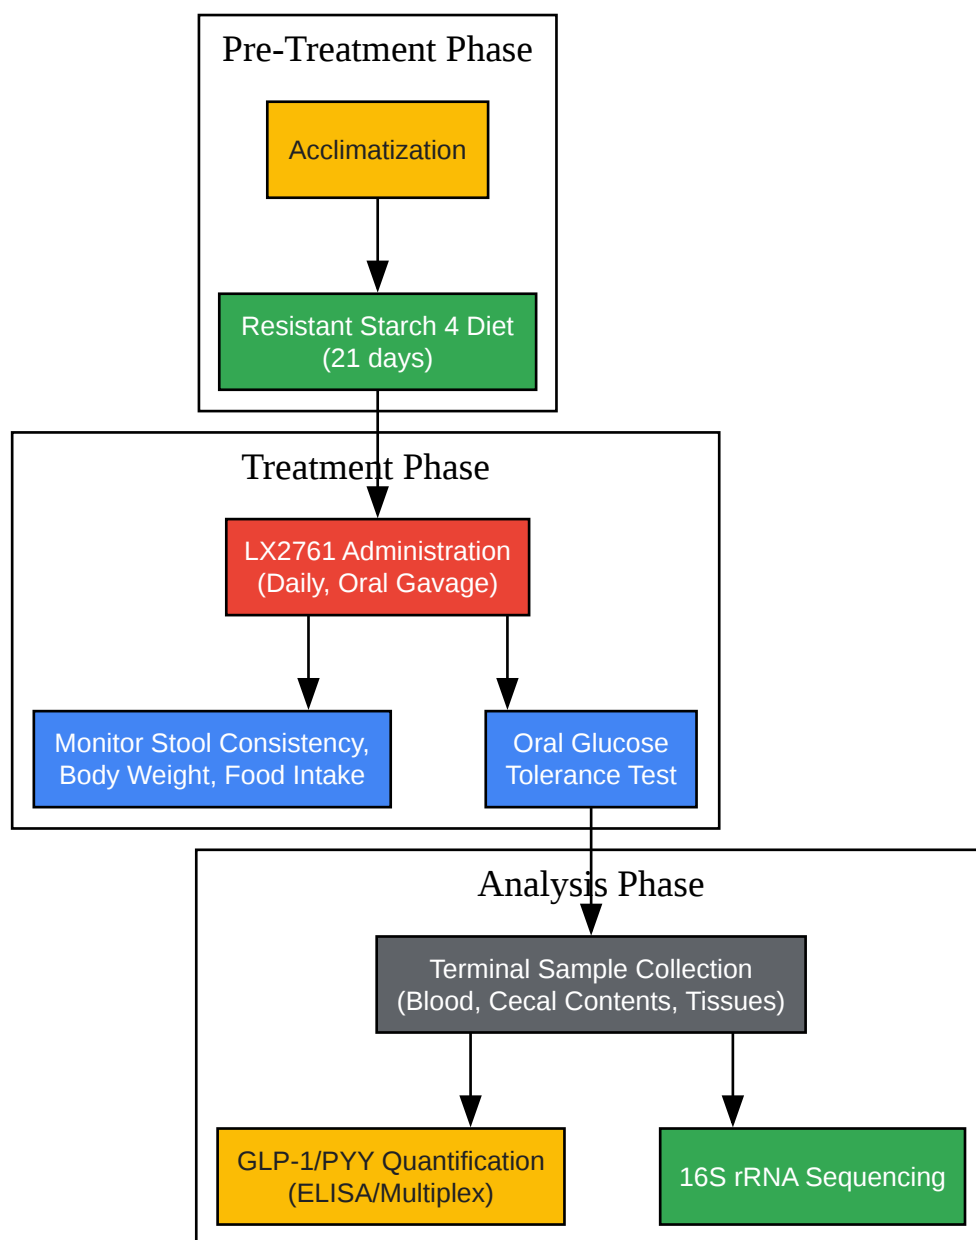 Pre-Treatment Phase
Acclimatization
Resistant Starch 4 Diet
(21 days)
Treatment Phase
LX2761 Administration
(Daily, Oral Gavage)
Monitor Stool Consistency,
Body Weight, Food Intake
Oral Glucose
Tolerance Test
Analysis Phase
Terminal Sample Collection
(Blood, Cecal Contents, Tissues)
GLP-1/PYY Quantification
(ELISA/Multiplex)
16S rRNA Sequencing